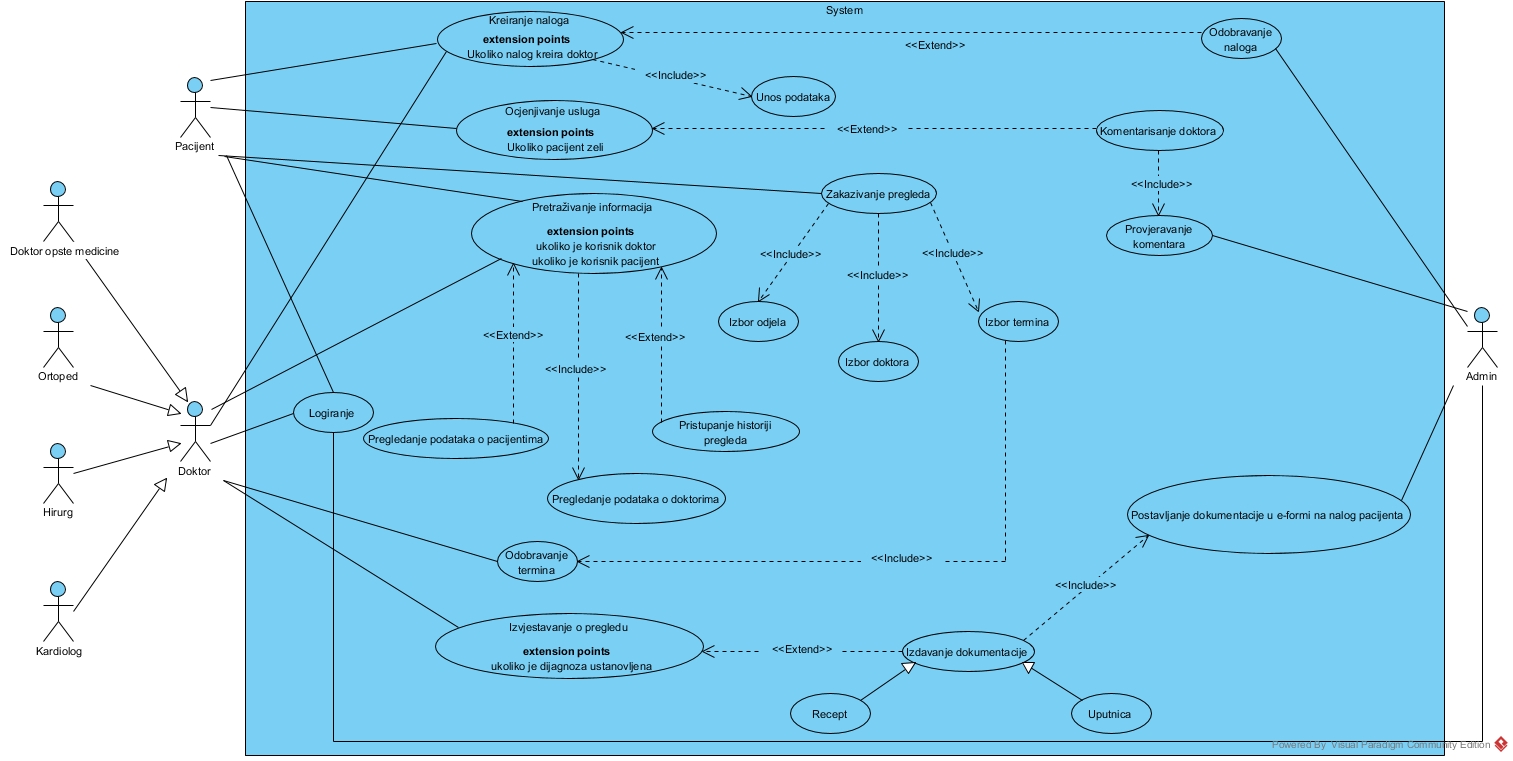 System
Kreiranje naloga
extension points
Ukoliko nalog kreira doktor
<<Extend>>
Odobravanje
naloga
<<Include>>
Unos podataka
Pacijent
Ocjenjivanje usluga
extension points
Ukoliko pacijent zeli
<<Extend>>
Komentarisanje doktora
<<Include>>
Provjeravanje
komentara
Doktor opste medicine
Zakazivanje pregleda
Pretraživanje informacija
extension points
ukoliko je korisnik doktor
ukoliko je korisnik pacijent
<<Include>>
<<Include>>
<<Include>>
Izbor odjela
Izbor doktora
Izbor termina
<<Extend>>
<<Include>>
<<Extend>>
Ortoped
Admin
Logiranje
Pregledanje podataka o pacijentima
Pristupanje historiji
pregleda
Doktor
Pregledanje podataka o doktorima
Hirurg
Postavljanje dokumentacije u e-formi na nalog pacijenta
Odobravanje
termina
<<Include>>
<<Include>>
Kardiolog
Izvjestavanje o pregledu
extension points
ukoliko je dijagnoza ustanovljena
<<Extend>>
Izdavanje dokumentacije
Recept
Uputnica
Powered By Visual Paradigm Community Edition